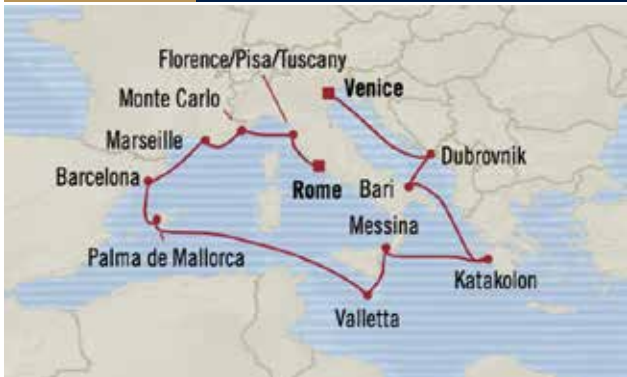 Florence/Pisa/Tuscany
Monte Carlo
Venice
Marseille
Dubrovnik
Barcelona
Rome
Bari
Messina
Palma de Mallorca
Katakolon
Valletta